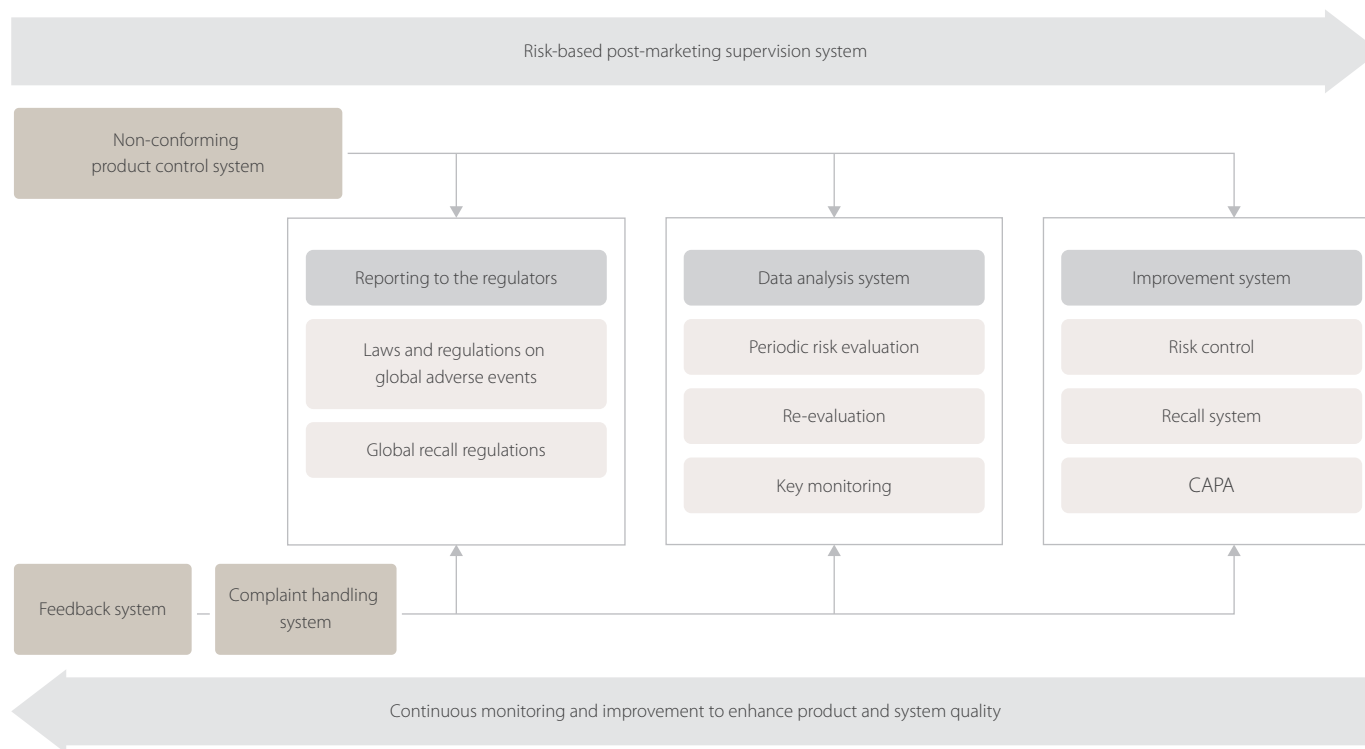 Risk-based post-marketing supervision system
Non-conforming
product control system
Reporting to the regulators
Laws and regulations on
global adverse events
Global recall regulations
Data analysis system
Periodic risk evaluation
Re-evaluation
Key monitoring
Improvement system
Risk control
Recall system
CAPA
Feedback system
Complaint handling
system
Continuous monitoring and improvement to enhance product and system quality